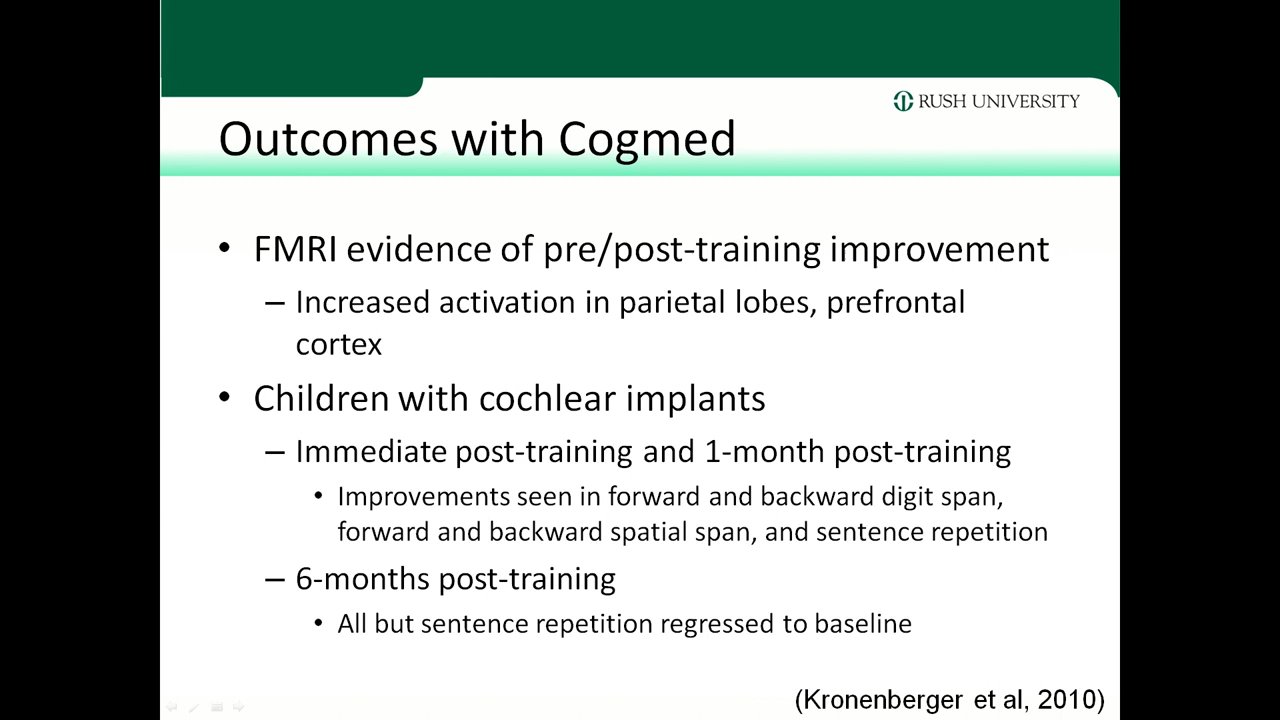 RUSH UNIVERSITY
Outcomes with Cogmed
• FMRI evidence of pre/post-training improvement
– Increased activation in parietal lobes, prefrontal
cortex
• Children with cochlear implants
– Immediate post-training and 1-month post-training
• Improvements seen in forward and backward digit span,
forward and backward spatial span, and sentence repetition
– 6-months post-training
• All but sentence repetition regressed to baseline
(Kronenberger et al, 2010)